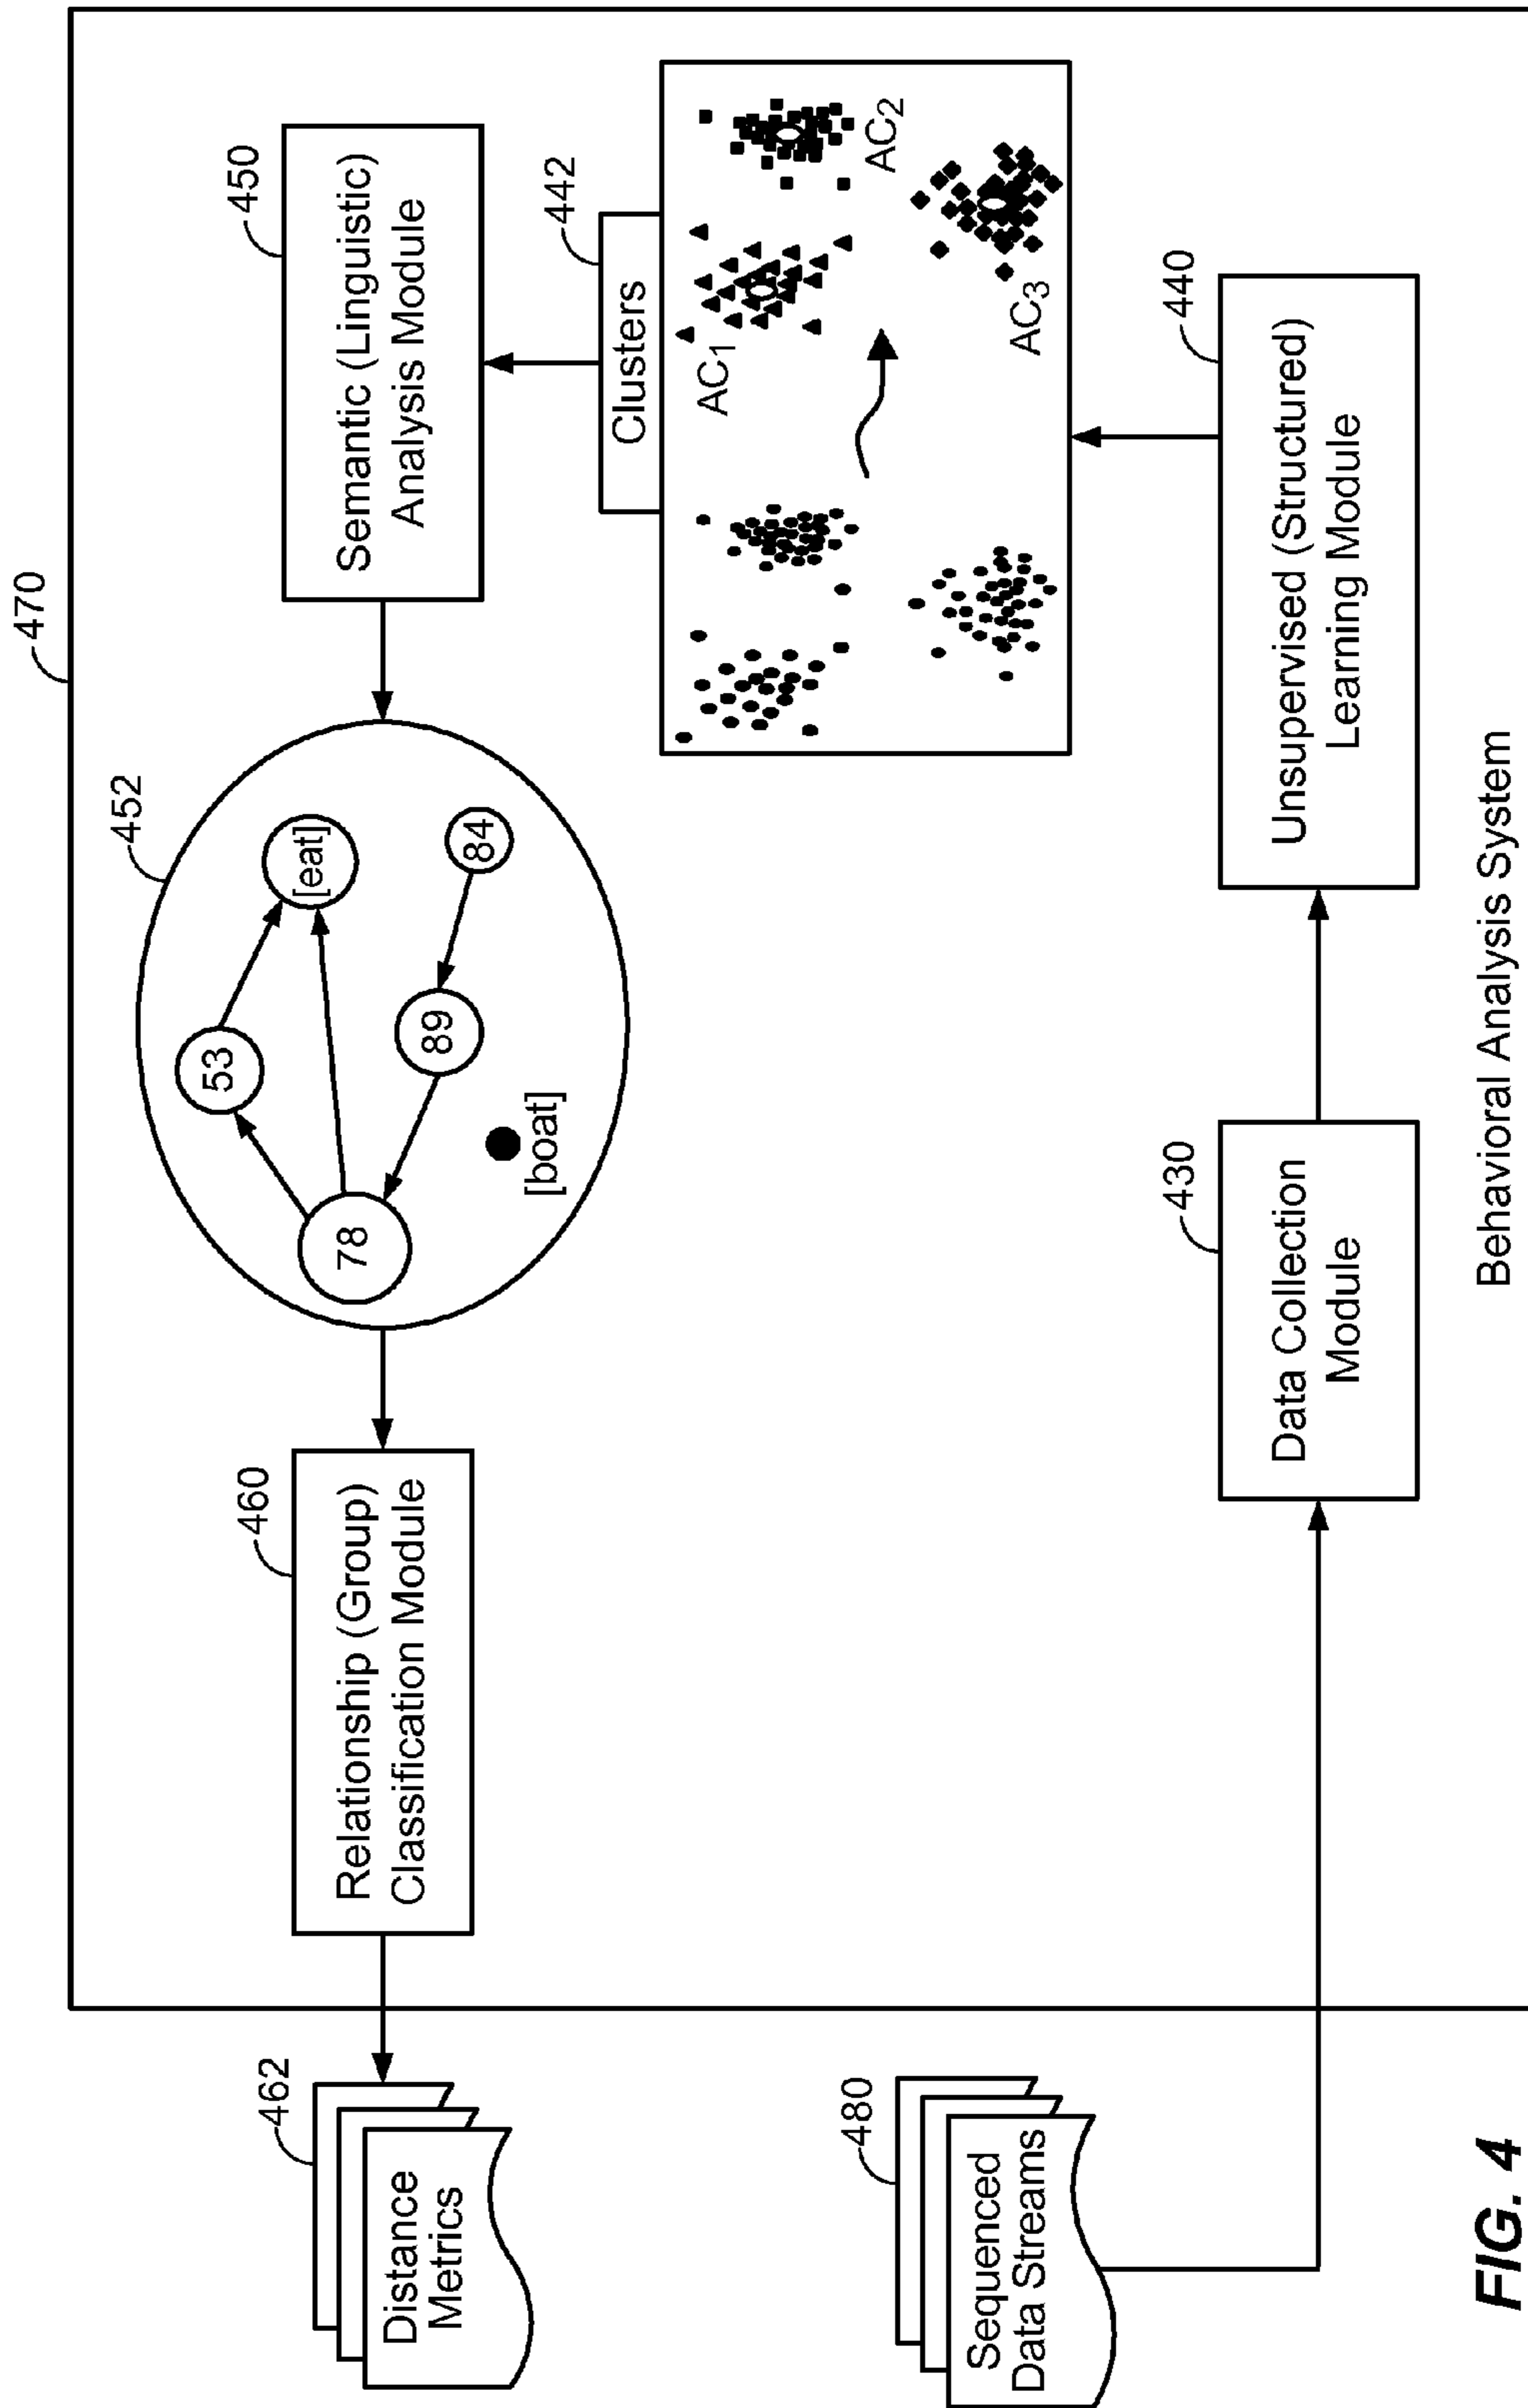 470
462
Distance
Metrics
460
Relationship (Group)
Classification Module
452
78
53
[eat]
89
84
[boat]
450
Semantic (Linguistic)
Analysis Module
442
Clusters
AC1
AC2
AC3
480
Sequenced
Data Streams
430
Data Collection
Module
440
Unsupervised (Structured)
Learning Module
Behavioral Analysis System
FIG. 4